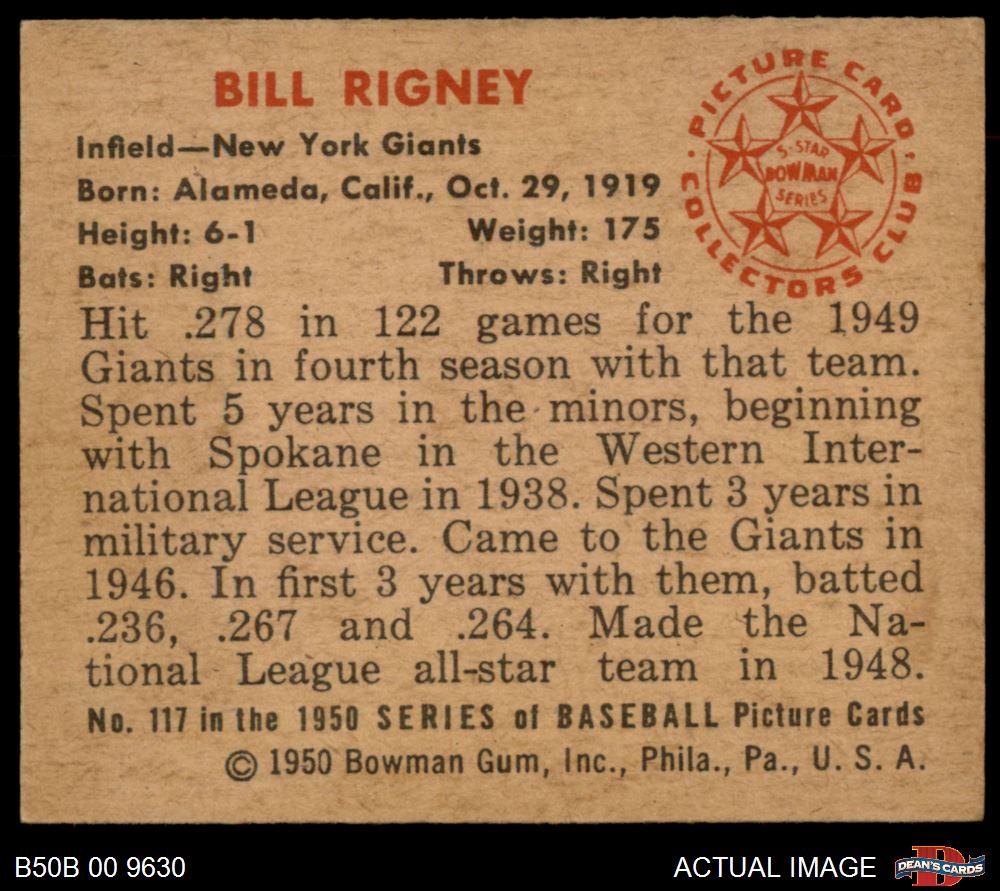 BILL RIGNEY
Infield—New York Giants
Born: Alameda, Calif., Oct. 29, 1919
Height: 6-1 Weight: 175
Bats: Right Throws: Right
PICTURE CARD
COLLECTORS CLUB
5-STAR
BOWMAN
SERIES
Hit .278 in 122 games for the 1949
Giants in fourth season with that team.
Spent 5 years in the minors, beginning
with Spokane in the Western Inter-
national League in 1938. Spent 3 years in
military service. Came to the Giants in
1946. In first 3 years with them, batted
.236, .267 and .264. Made the Na-
tional League all-star team in 1948.
No. 117 in the 1950 SERIES of BASEBALL Picture Cards
© 1950 Bowman Gum, Inc., Phila., Pa., U. S. A.
B50B 00 9630
ACTUAL IMAGE
DEAN'S CARDS